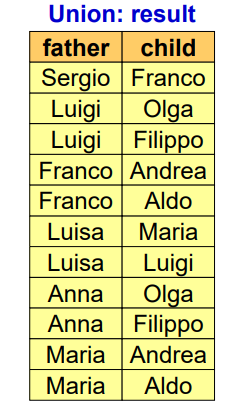 Union: result
father child
Sergio Franco
Luigi Olga
Luigi Filippo
Franco Andrea
Franco Aldo
Luisa Maria
Luisa Luigi
Anna Olga
Anna Filippo
Maria Andrea
Maria Aldo